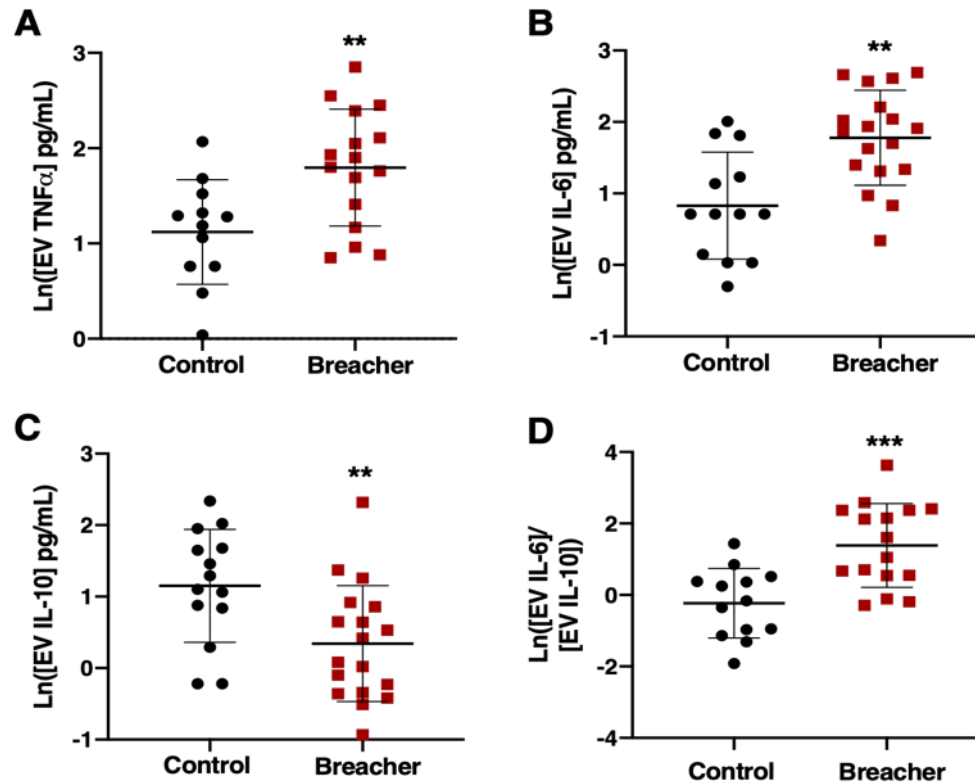 A
Ln([EV TNFα] pg/mL)
3
2
1
0
**
Control
Breacher
B
Ln([EV IL-6] pg/mL)
3
2
1
0
-1
**
Control
Breacher
C
Ln([EV IL-10] pg/mL)
3
2
1
0
-1
**
Control
Breacher
D
Ln([EV IL-6]/
[EV IL-10])
4
2
0
-2
-4
***
Control
Breacher